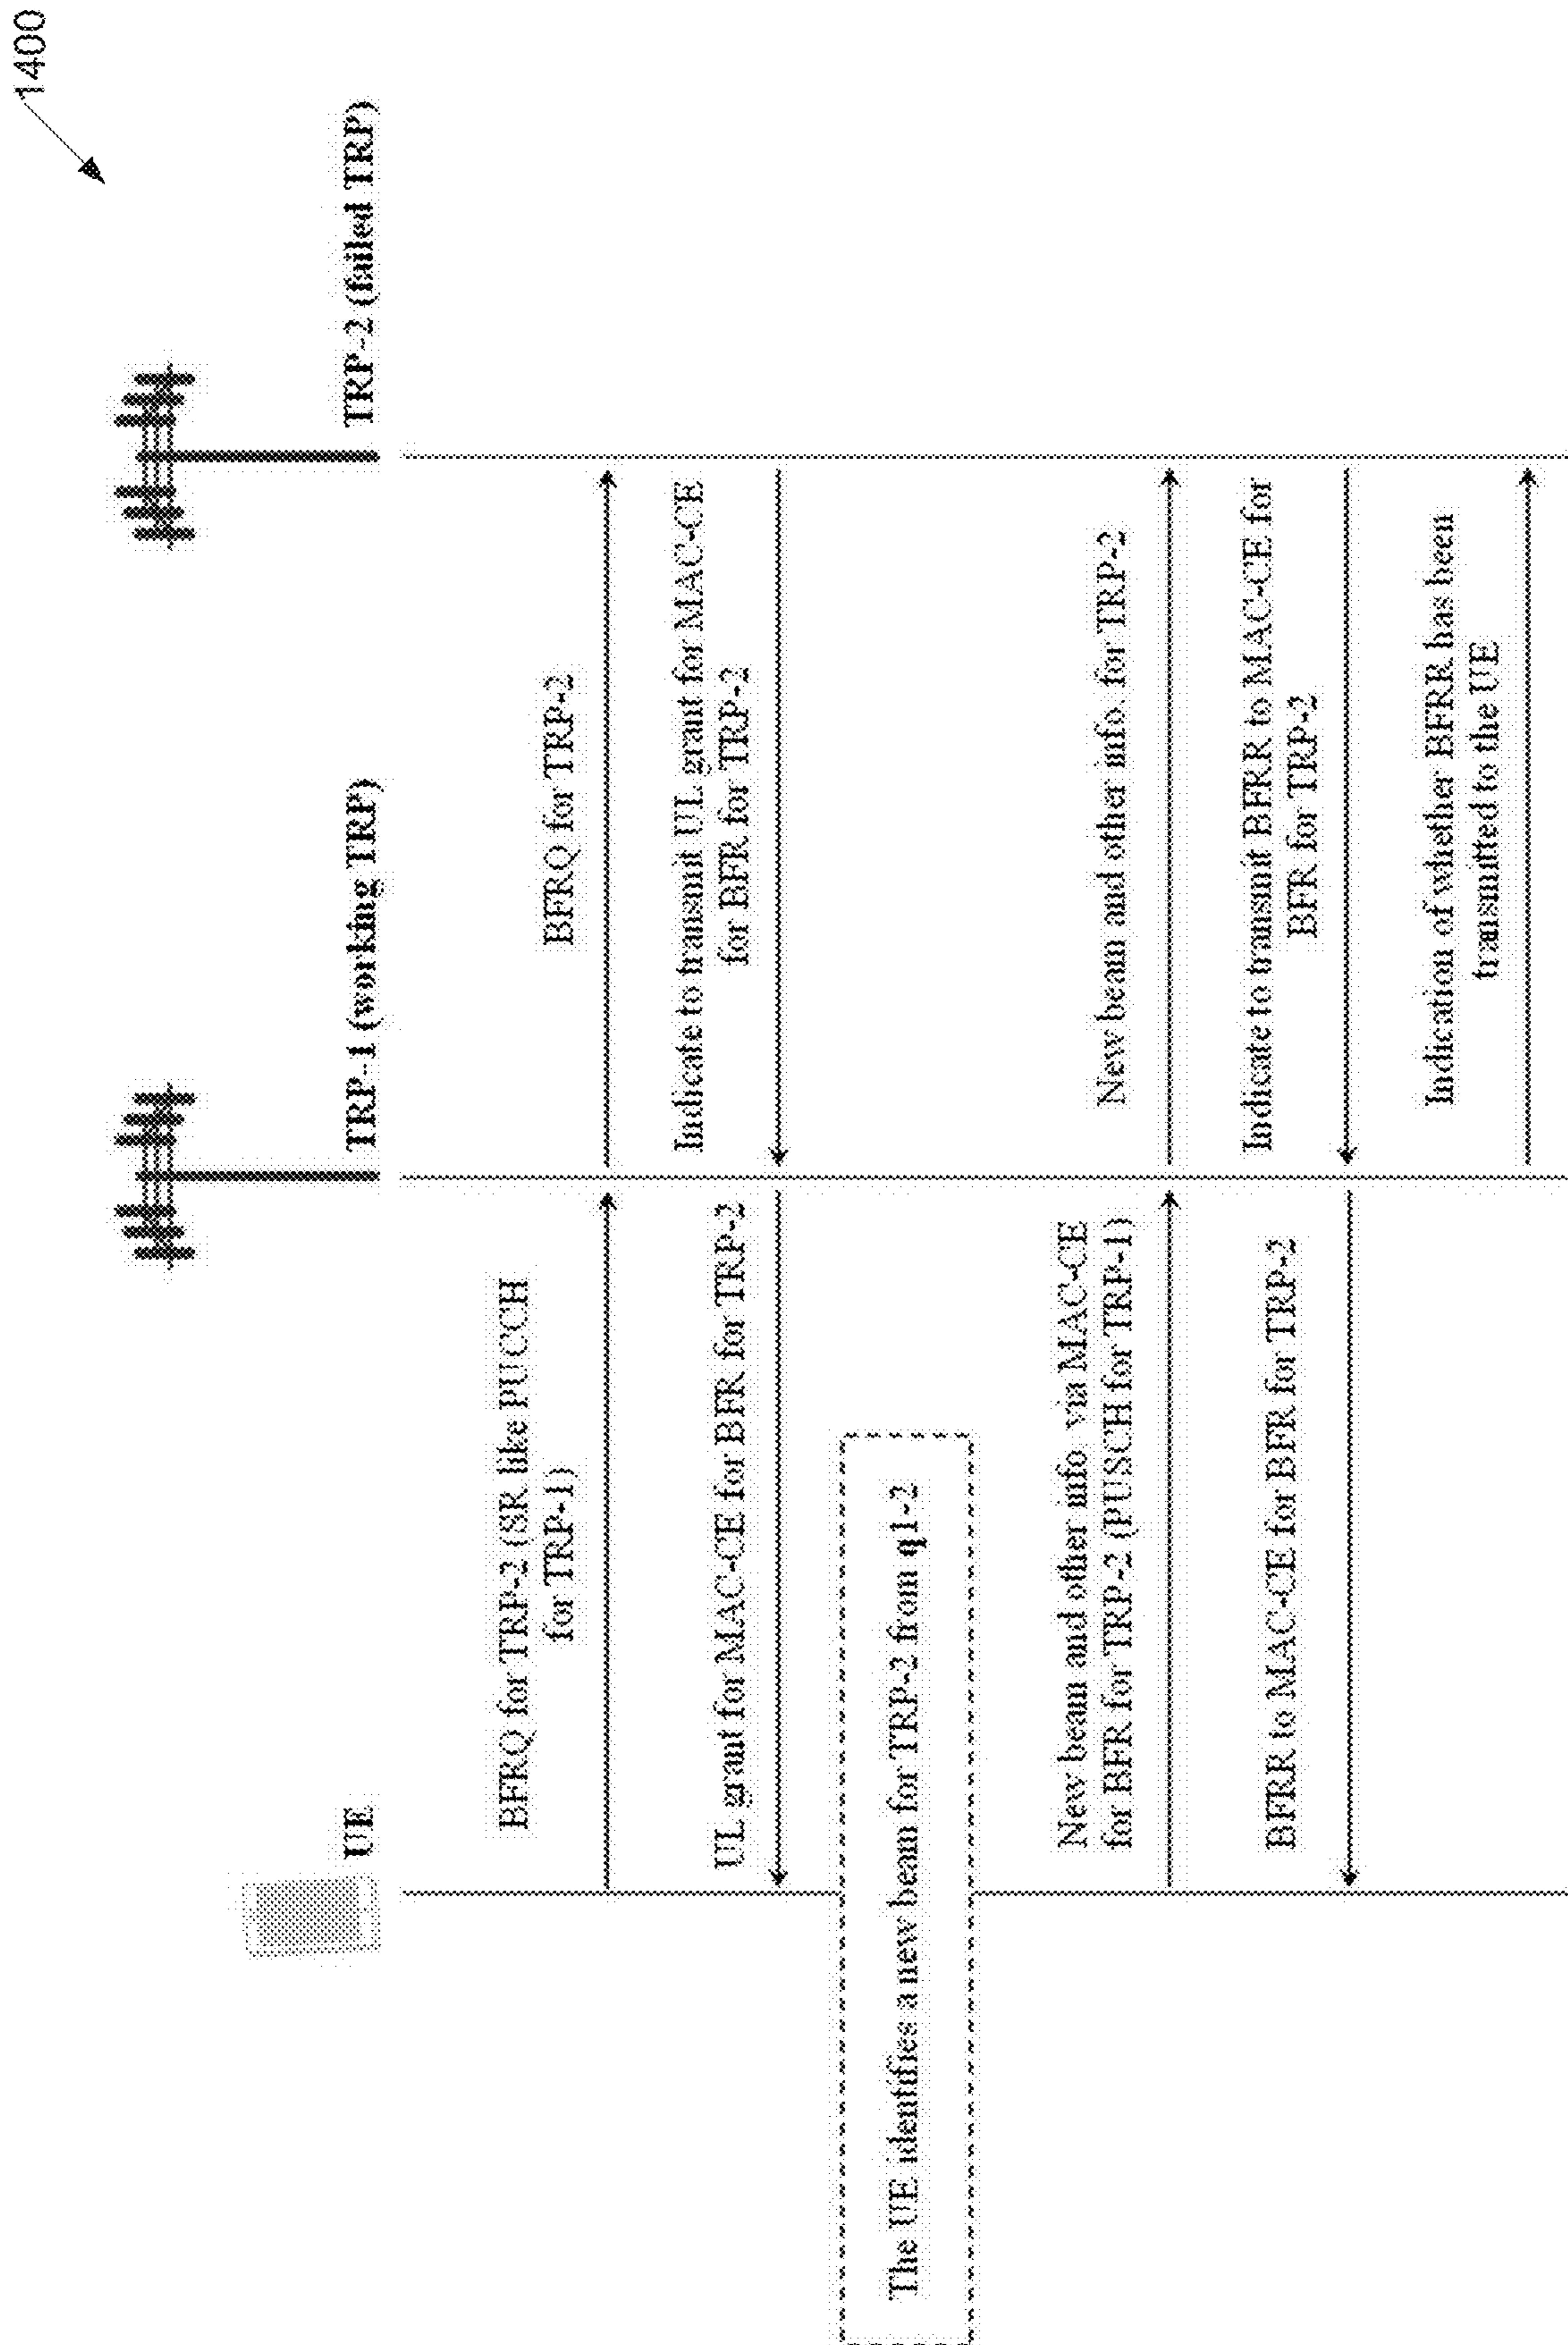 1400
UE
TRP-1 (working TRP)
TRP-2 (failed TRP)
BFRQ for TRP-2 (SR like PUCCH
for TRP-1)
BFRQ for TRP-2
UL grant for MAC-CE for BFR for TRP-2
Indicate to transmit UL grant for MAC-CE
for BFR for TRP-2
The UE identifies a new beam for TRP-2 from q1-2
New beam and other info. via MAC-CE
for BFR for TRP-2 (PUSCH for TRP-1)
New beam and other info. for TRP-2
BFRR to MAC-CE for BFR for TRP-2
Indicate to transmit BFRR to MAC-CE for
BFR for TRP-2
Indication of whether BFRR has been
transmitted to the UE